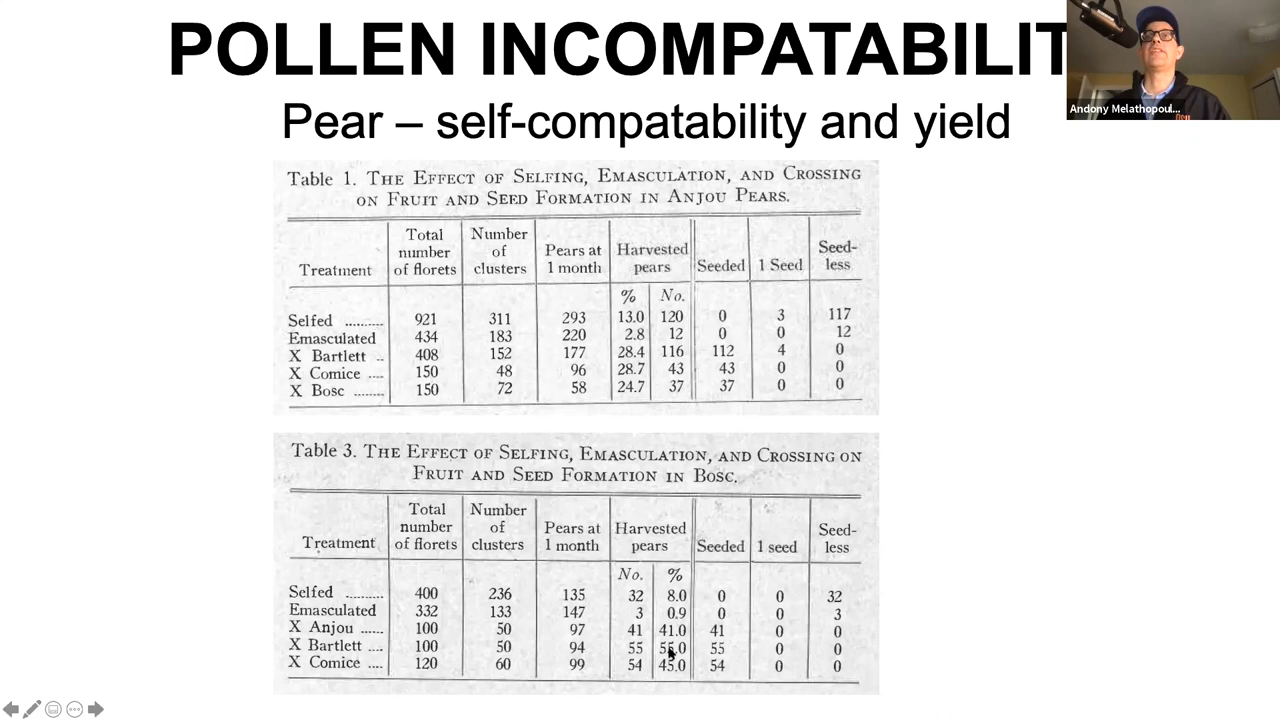 POLLEN INCOMPATABILIT
Pear – self-compatability and yield
Andony Melathopoul...
Table 1. The Effect of Selfing, Emasculation, and Crossing
on Fruit and Seed Formation in Anjou Pears.
Treatment | Total number of florets | Number of clusters | Pears at 1 month | Harvested pears | Seeded | 1 Seed | Seed-less
% No.
Selfed .......... 921 311 293 13.0 120 0 3 117
Emasculated 434 183 220 2.8 12 0 0 12
X Bartlett .. 408 152 177 28.4 116 112 4 0
X Comice .... 150 48 96 28.7 43 43 0 0
X Bosc ........ 150 72 58 24.7 37 37 0 0
Table 3. The Effect of Selfing, Emasculation, and Crossing on
Fruit and Seed Formation in Bosc.
Treatment | Total number of florets | Number of clusters | Pears at 1 month | Harvested pears | Seeded | 1 seed | Seed-less
No. %
Selfed .......... 400 236 135 32 8.0 0 0 32
Emasculated 332 133 147 3 0.9 0 0 3
X Anjou ...... 100 50 97 41 41.0 41 0 0
X Bartlett .... 100 50 94 55 55.0 55 0 0
X Comice .... 120 60 99 54 45.0 54 0 0